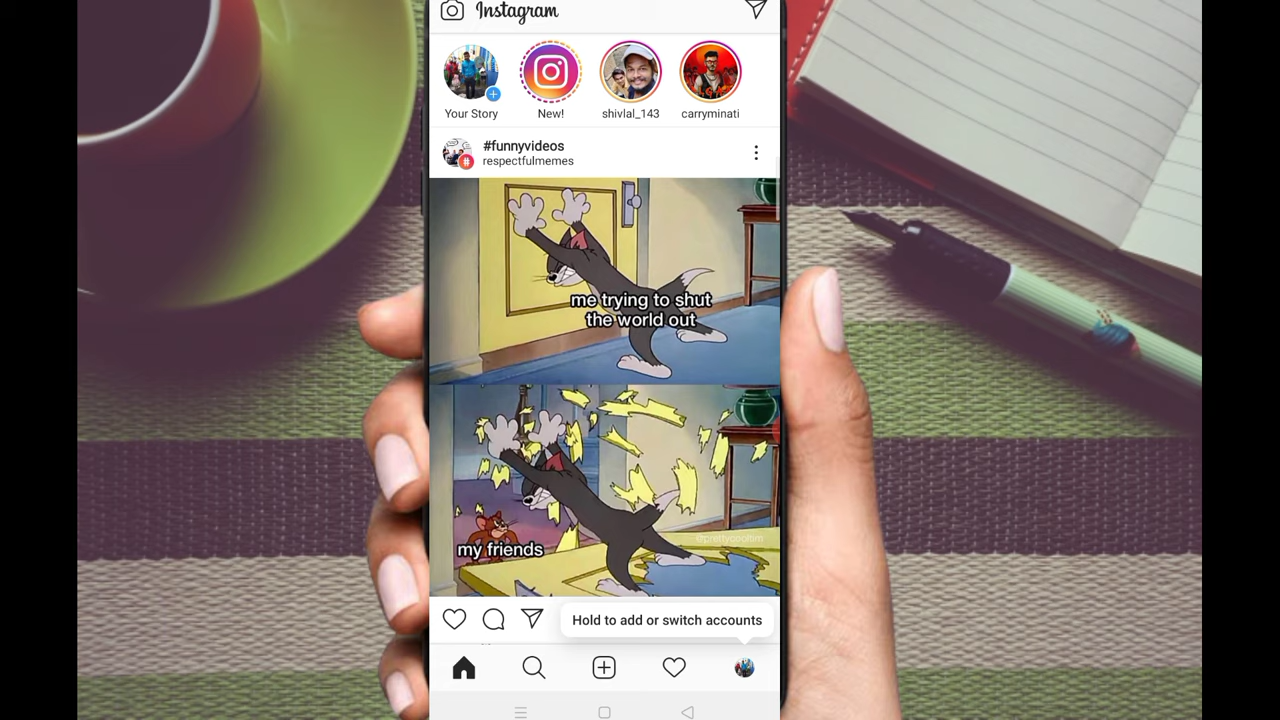 Instagram
Your Story
New!
shivlal_143
carryminati
#funnyvideos
respectfulmemes
me trying to shut
the world out
@prettycooltim
my friends
Hold to add or switch accounts